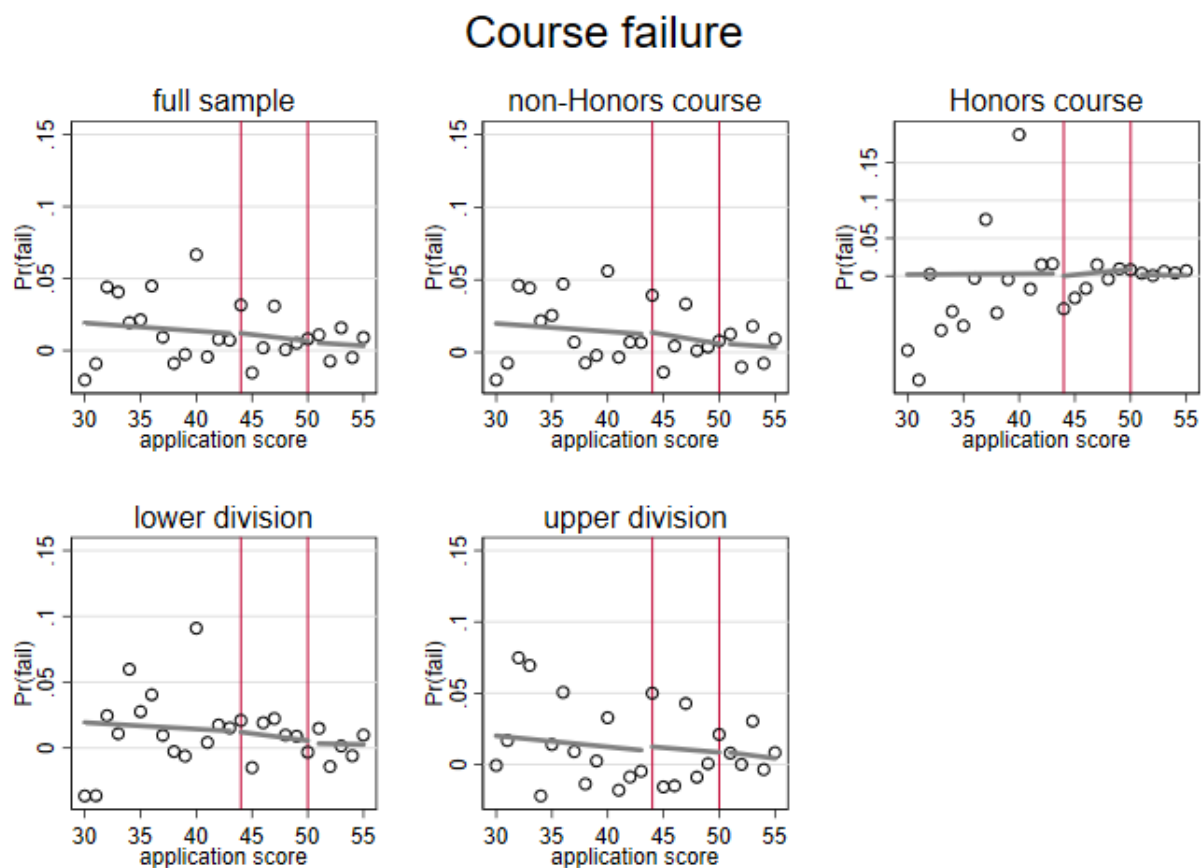 Course failure
full sample
Pr(fail)
.15
.1
.05
0
30 35 40 45 50 55
application score
non-Honors course
Pr(fail)
.15
.1
.05
0
30 35 40 45 50 55
application score
Honors course
Pr(fail)
.15
.1
.05
0
30 35 40 45 50 55
application score
lower division
Pr(fail)
.15
.1
.05
0
30 35 40 45 50 55
application score
upper division
Pr(fail)
.15
.1
.05
0
30 35 40 45 50 55
application score